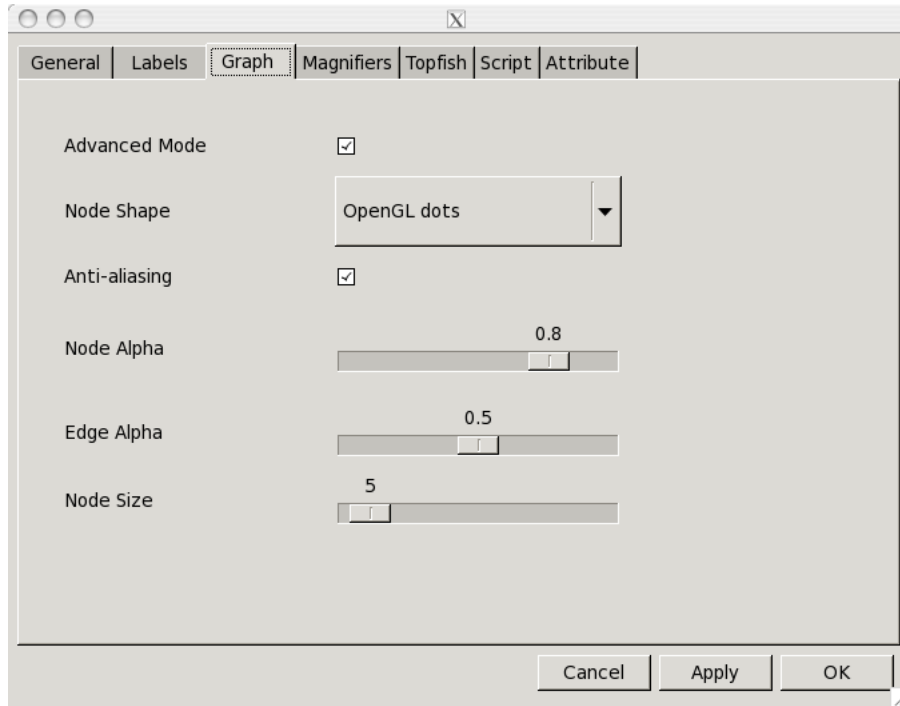 X
General Labels Graph Magnifiers Topfish Script Attribute
Advanced Mode
Node Shape OpenGL dots
Anti-aliasing
0.8
Node Alpha
0.5
Edge Alpha
5
Node Size
Cancel Apply OK